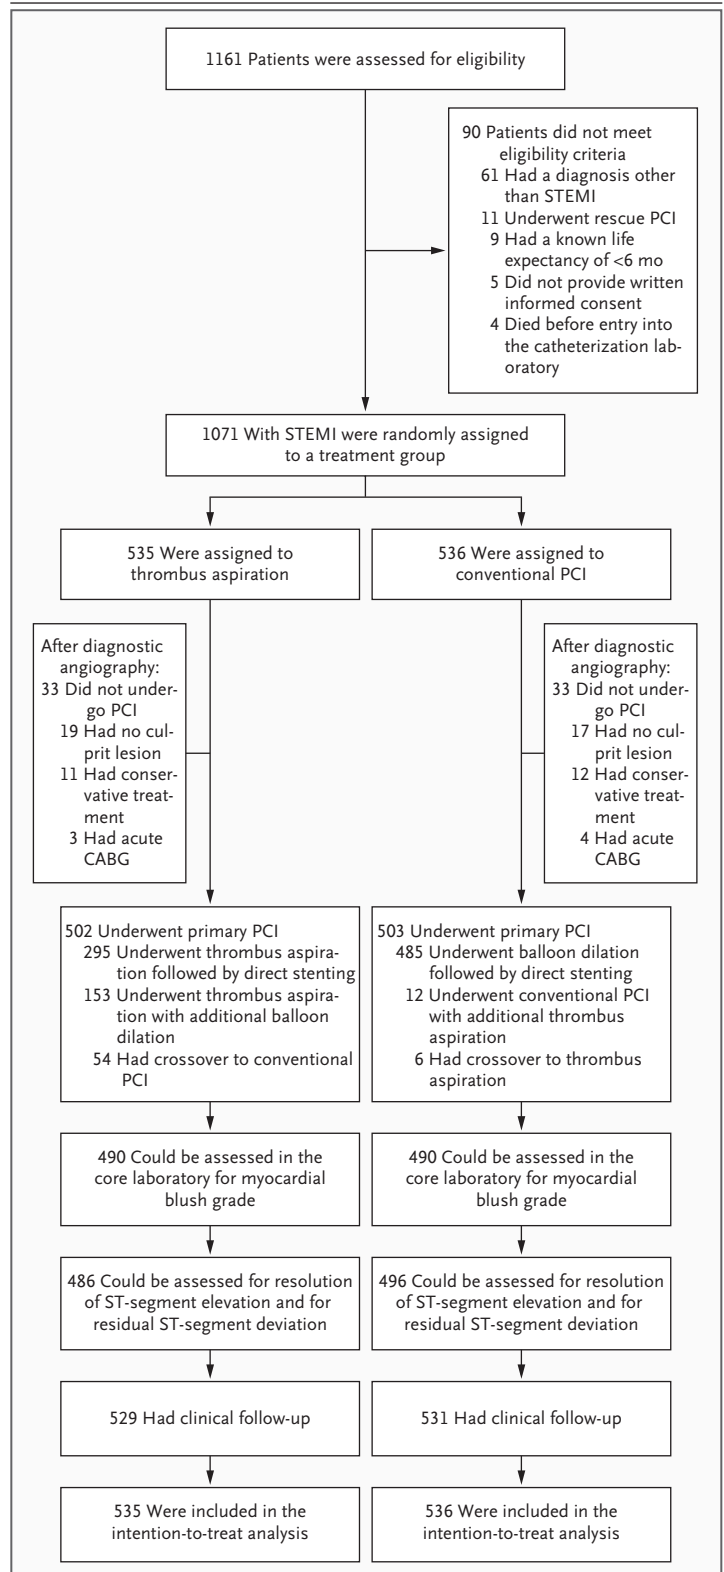 1161 Patients were assessed for eligibility
90 Patients did not meet
eligibility criteria
61 Had a diagnosis other
than STEMI
11 Underwent rescue PCI
9 Had a known life
expectancy of <6 mo
5 Did not provide written
informed consent
4 Died before entry into
the catheterization lab-
oratory
1071 With STEMI were randomly assigned
to a treatment group
535 Were assigned to
thrombus aspiration
536 Were assigned to
conventional PCI
After diagnostic
angiography:
33 Did not under-
go PCI
19 Had no cul-
prit lesion
11 Had conser-
vative treat-
ment
3 Had acute
CABG
After diagnostic
angiography:
33 Did not under-
go PCI
17 Had no cul-
prit lesion
12 Had conser-
vative treat-
ment
4 Had acute
CABG
502 Underwent primary PCI
295 Underwent thrombus aspira-
tion followed by direct stenting
153 Underwent thrombus aspira-
tion with additional balloon
dilation
54 Had crossover to conventional
PCI
503 Underwent primary PCI
485 Underwent balloon dilation
followed by direct stenting
12 Underwent conventional PCI
with additional thrombus
aspiration
6 Had crossover to thrombus
aspiration
490 Could be assessed in the
core laboratory for myocardial
blush grade
490 Could be assessed in the
core laboratory for myocardial
blush grade
486 Could be assessed for resolution
of ST-segment elevation and for
residual ST-segment deviation
496 Could be assessed for resolution
of ST-segment elevation and for
residual ST-segment deviation
529 Had clinical follow-up
531 Had clinical follow-up
535 Were included in the
intention-to-treat analysis
536 Were included in the
intention-to-treat analysis